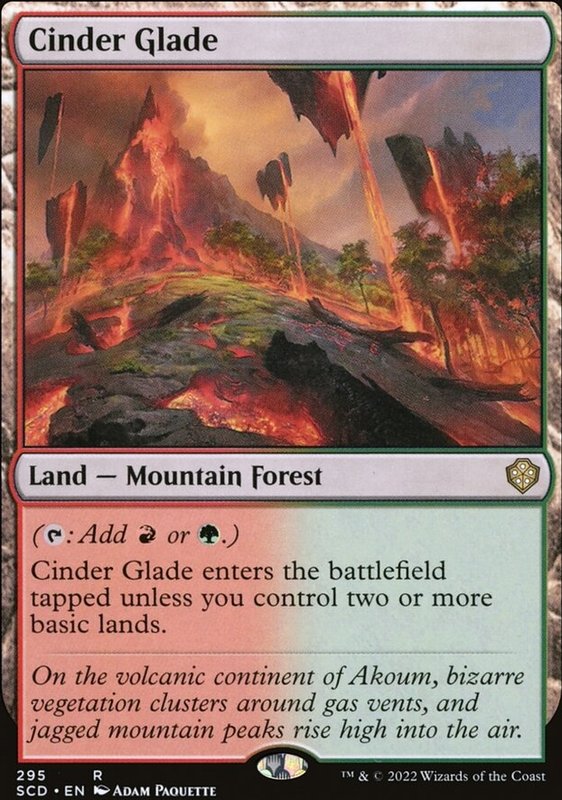 Cinder Glade
Land — Mountain Forest
(: Add or .)
Cinder Glade enters the battlefield
tapped unless you control two or more
basic lands.
On the volcanic continent of Akoum, bizarre
vegetation clusters around gas vents, and
jagged mountain peaks rise high into the air.
295 R
SCD • EN Adam Paquette
™ & © 2022 Wizards of the Coast